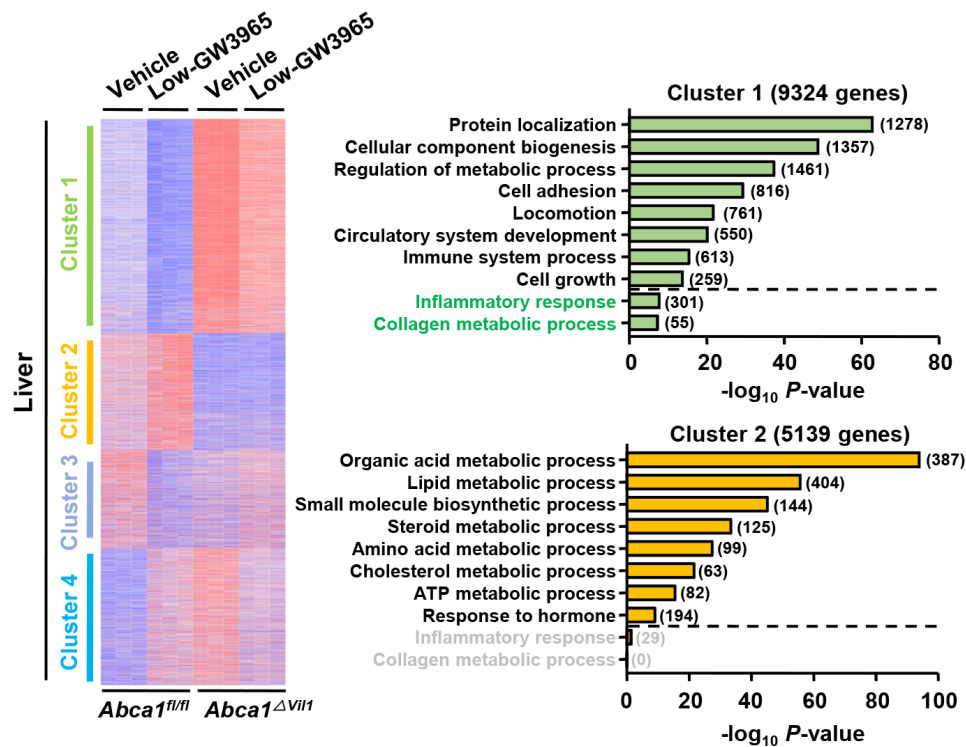 Vehicle
Low-GW3965
Vehicle
Low-GW3965
Liver
Cluster 1
Cluster 2
Cluster 3
Cluster 4
Abca1fl/fl
Abca1△Vil1
Cluster 1 (9324 genes)
Protein localization (1278)
Cellular component biogenesis (1357)
Regulation of metabolic process (1461)
Cell adhesion (816)
Locomotion (761)
Circulatory system development (550)
Immune system process (613)
Cell growth (259)
Inflammatory response (301)
Collagen metabolic process (55)
0 20 40 60 80
-log10 P-value
Cluster 2 (5139 genes)
Organic acid metabolic process (387)
Lipid metabolic process (404)
Small molecule biosynthetic process (144)
Steroid metabolic process (125)
Amino acid metabolic process (99)
Cholesterol metabolic process (63)
ATP metabolic process (82)
Response to hormone (194)
Inflammatory response (29)
Collagen metabolic process (0)
0 20 40 60 80 100
-log10 P-value